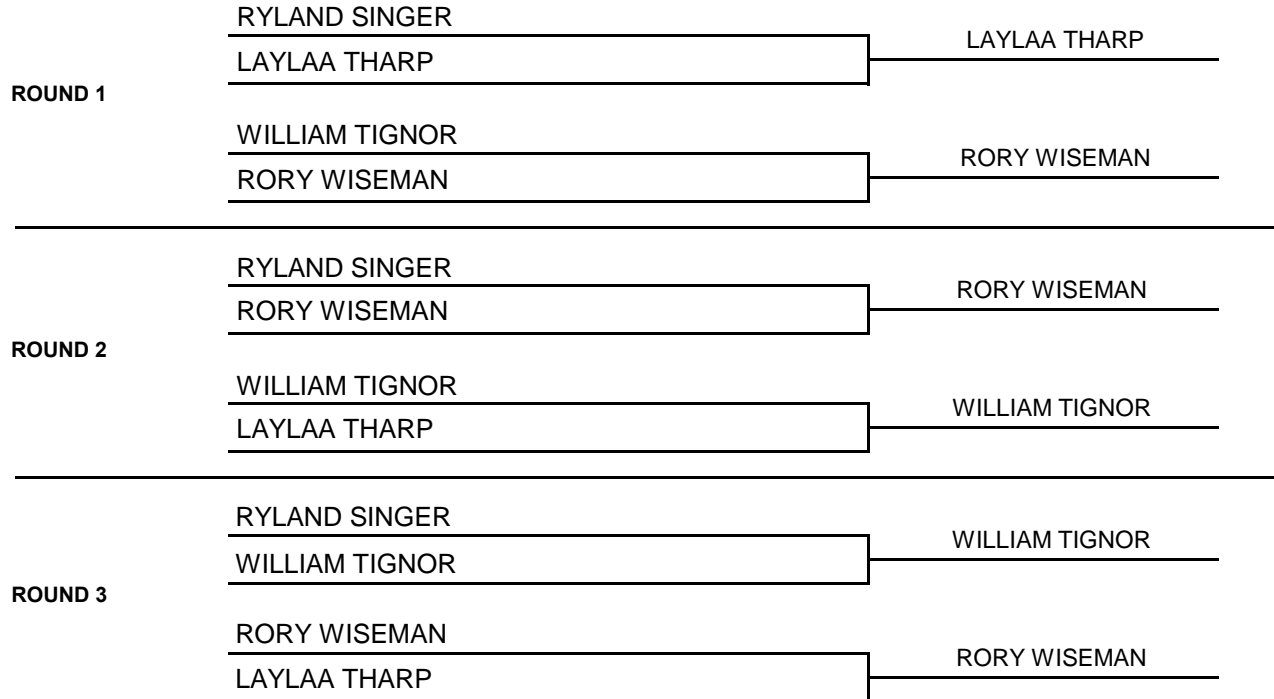 RYLAND SINGER
LAYLAA THARP
LAYLAA THARP
ROUND 1
WILLIAM TIGNOR
RORY WISEMAN
RORY WISEMAN
RYLAND SINGER
RORY WISEMAN
RORY WISEMAN
ROUND 2
WILLIAM TIGNOR
WILLIAM TIGNOR
LAYLAA THARP
RYLAND SINGER
WILLIAM TIGNOR
WILLIAM TIGNOR
ROUND 3
RORY WISEMAN
RORY WISEMAN
LAYLAA THARP